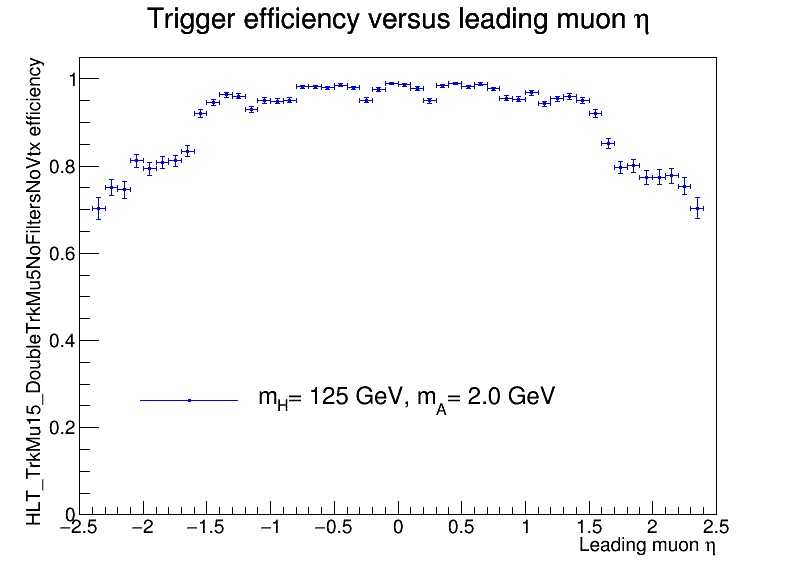 Trigger efficiency versus leading muon η
HLT_TrkMu15_DoubleTrkMu5NoFiltersNoVtx efficiency
1
0.8
0.6
0.4
0.2
0
m_H= 125 GeV, m_A= 2.0 GeV
−2.5 −2 −1.5 −1 −0.5 0 0.5 1 1.5 2 2.5
Leading muon η